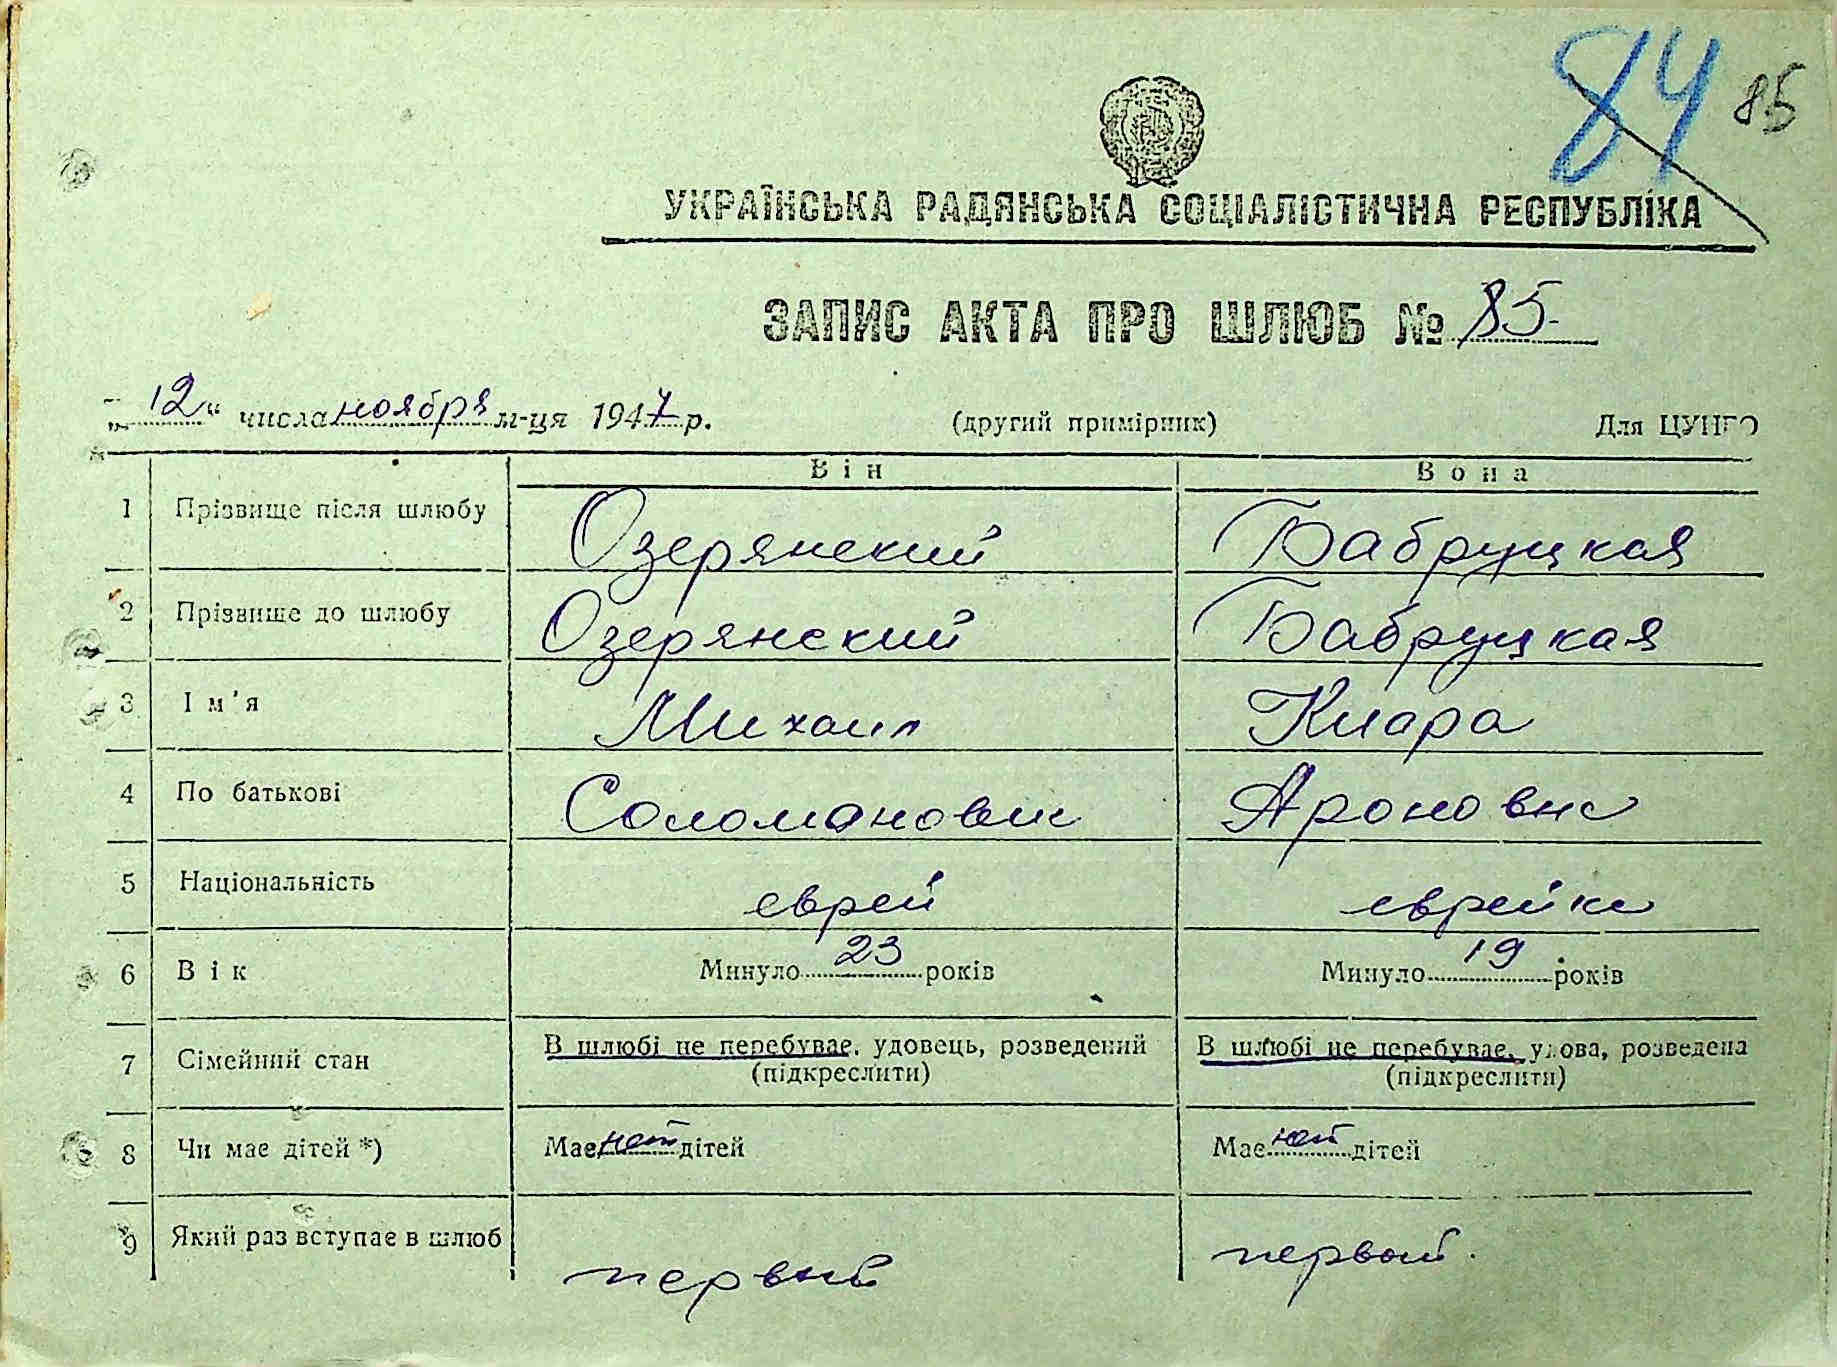 84 85
УКРАЇНСЬКА РАДЯНСЬКА СОЦІАЛІСТИЧНА РЕСПУБЛІКА
ЗАПИС АКТА ПРО ШЛЮБ № 85
„12“ числа ноября м-ця 1947 р. (другий примірник) Для ЦУНГО
Він Вона
1 Прізвище після шлюбу Озерянский Бабруцкая
2 Прізвище до шлюбу Озерянский Бабруцкая
3 Ім'я Михаил Клара
4 По батькові Соломанович Ароновна
5 Національність еврей еврейка
6 Вік Минуло 23 років Минуло 19 років
7 Сімейний стан В шлюбі не перебуває, удовець, розведений В шлюбі не перебуває, удова, розведена
(підкреслити) (підкреслити)
8 Чи має дітей *) Має нет дітей Має нет дітей
9 Який раз вступає в шлюб первый первый.